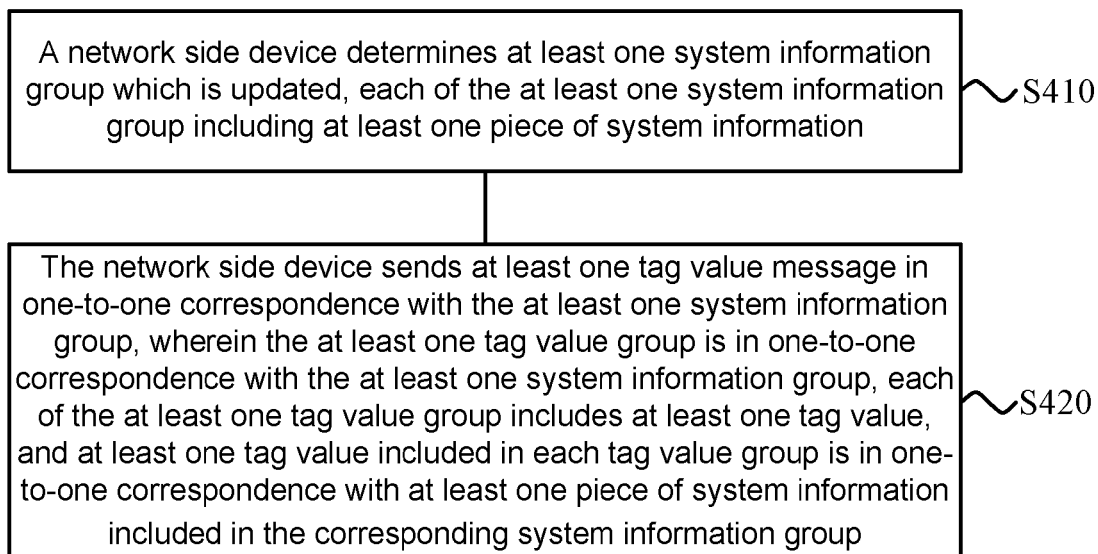 A network side device determines at least one system information
group which is updated, each of the at least one system information
group including at least one piece of system information
S410
The network side device sends at least one tag value message in
one-to-one correspondence with the at least one system information
group, wherein the at least one tag value group is in one-to-one
correspondence with the at least one system information group, each
of the at least one tag value group includes at least one tag value,
and at least one tag value included in each tag value group is in one-
to-one correspondence with at least one piece of system information
included in the corresponding system information group
S420